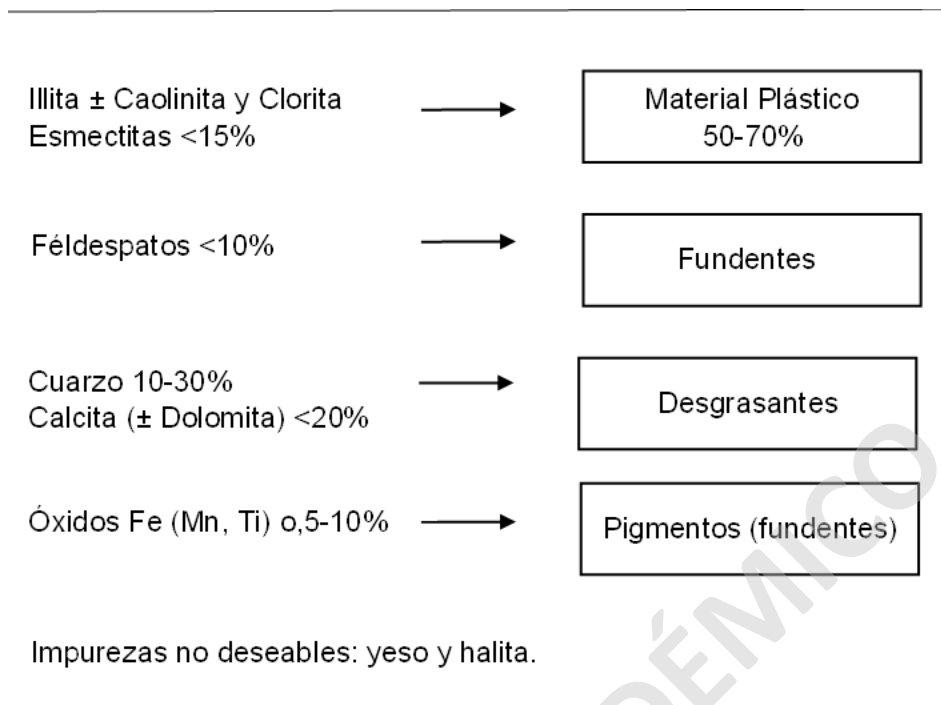 Illita ± Caolinita y Clorita
Esmectitas <15%
Material Plástico
50-70%
Féldespatos <10%
Fundentes
Cuarzo 10-30%
Calcita (± Dolomita) <20%
Desgrasantes
Óxidos Fe (Mn, Ti) o,5-10%
Pigmentos (fundentes)
Impurezas no deseables: yeso y halita.